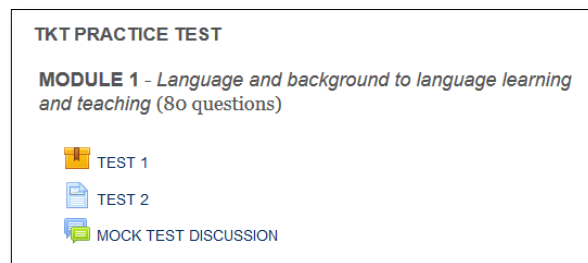 TKT PRACTICE TEST
MODULE 1 - Language and background to language learning
and teaching (80 questions)
TEST 1
TEST 2
MOCK TEST DISCUSSION